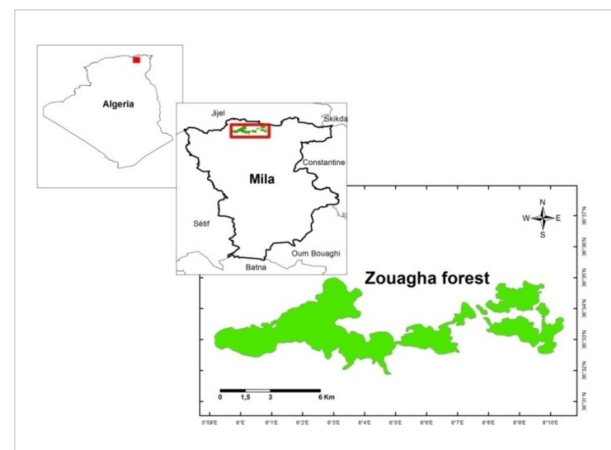 Algeria
Jijel
Skikda
Constantine
Mila
Sétif
Oum Bouaghi
Batna
N
W E
S
Zouagha forest
0 1,5 3 6 Km
5°59'E 6°E 6°1'E 6°2'E 6°3'E 6°4'E 6°5'E 6°6'E 6°7'E 6°8'E 6°9'E 6°10'E